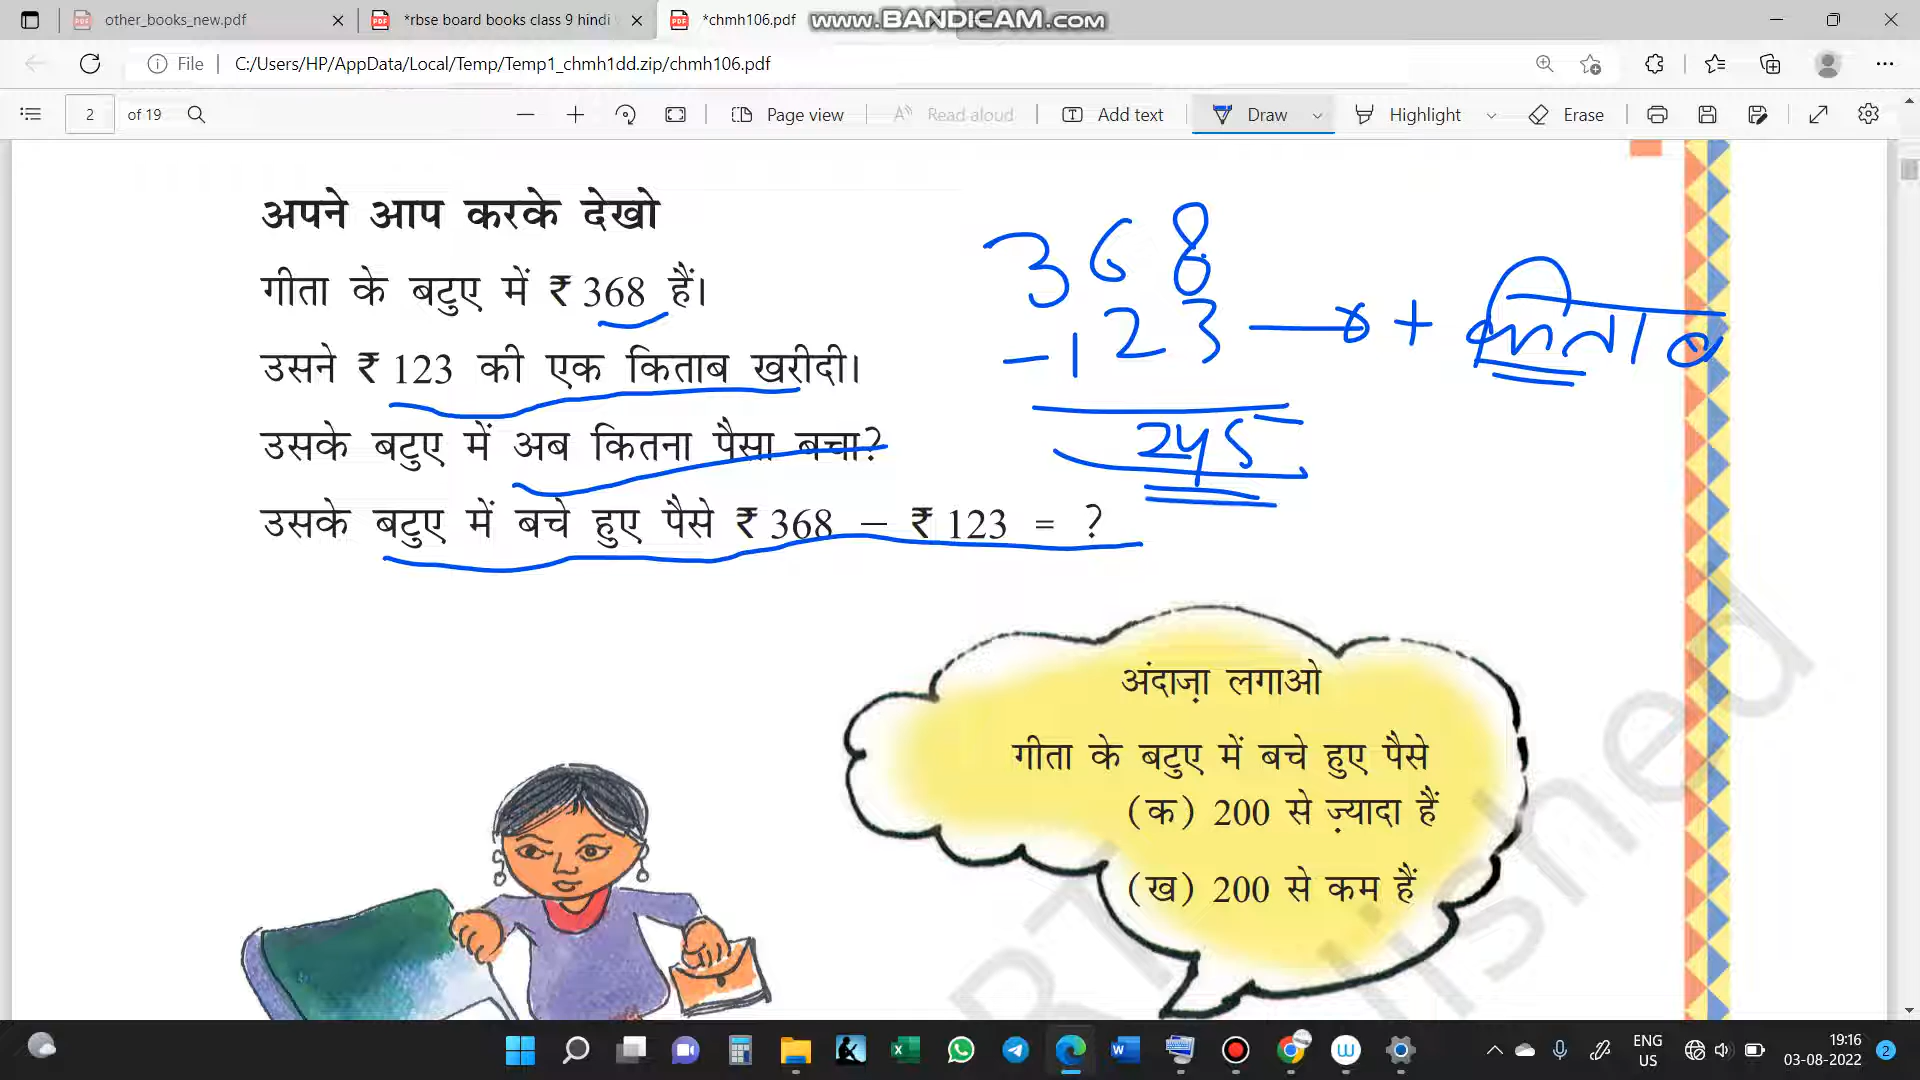 other_books_new.pdf
*rbse board books class 9 hindi
*chmh106.pdf
www.BANDICAM.COM
File
C:/Users/HP/AppData/Local/Temp/Temp1_chmh1dd.zip/chmh106.pdf
2 of 19
Page view
Read aloud
Add text
Draw
Highlight
Erase
अपने आप करके देखो
गीता के बटुए में ₹ 368 हैं।
उसने ₹ 123 की एक किताब खरीदी।
उसके बटुए में अब कितना पैसा बचा?
उसके बटुए में बचे हुए पैसे ₹ 368 – ₹ 123 = ?
368
-123 + किताब
245
अंदाज़ा लगाओ
गीता के बटुए में बचे हुए पैसे
(क) 200 से ज़्यादा हैं
(ख) 200 से कम हैं
ENG
US
19:16
03-08-2022
2